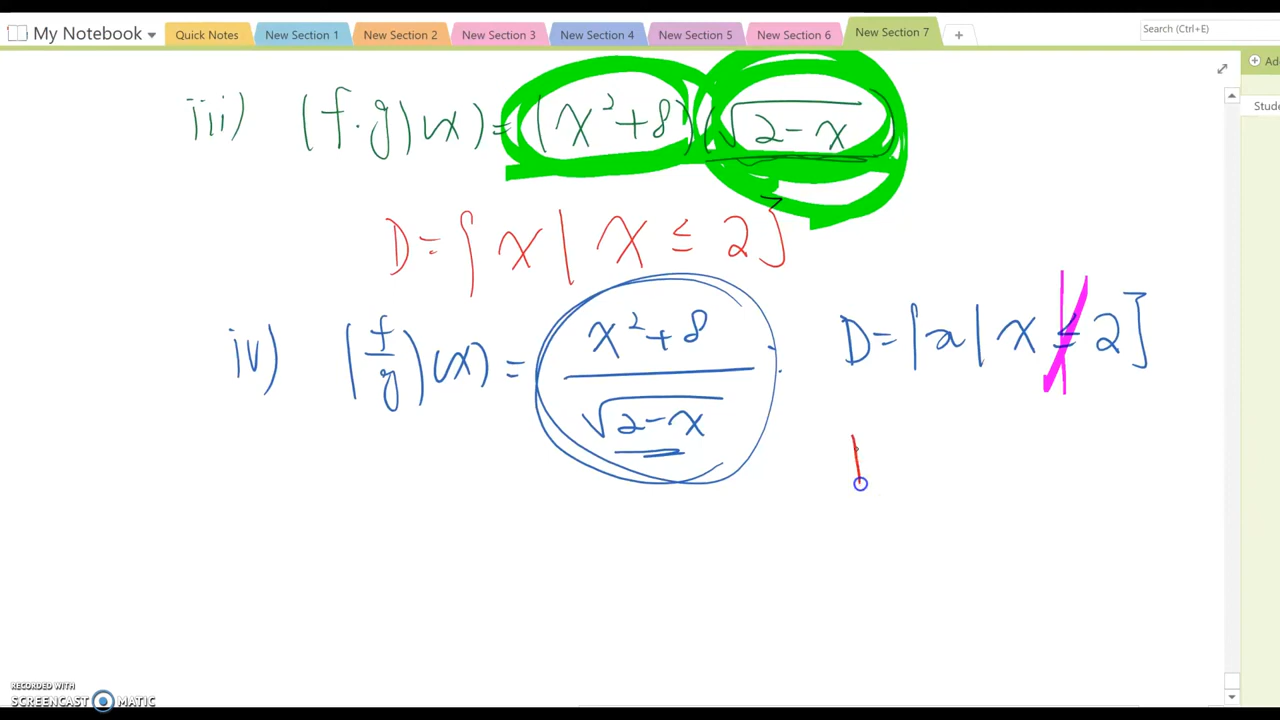 My Notebook
Quick Notes
New Section 1
New Section 2
New Section 3
New Section 4
New Section 5
New Section 6
New Section 7
+
Search (Ctrl+E)
Ad
Stude
iii) (f·g)(x) = (x²+8)(√2-x)
D = {x | x ≤ 2}
iv) (f/g)(x) = x²+8 / √2-x . D = {x | x ≤ 2}
RECORDED WITH
SCREENCAST MATIC